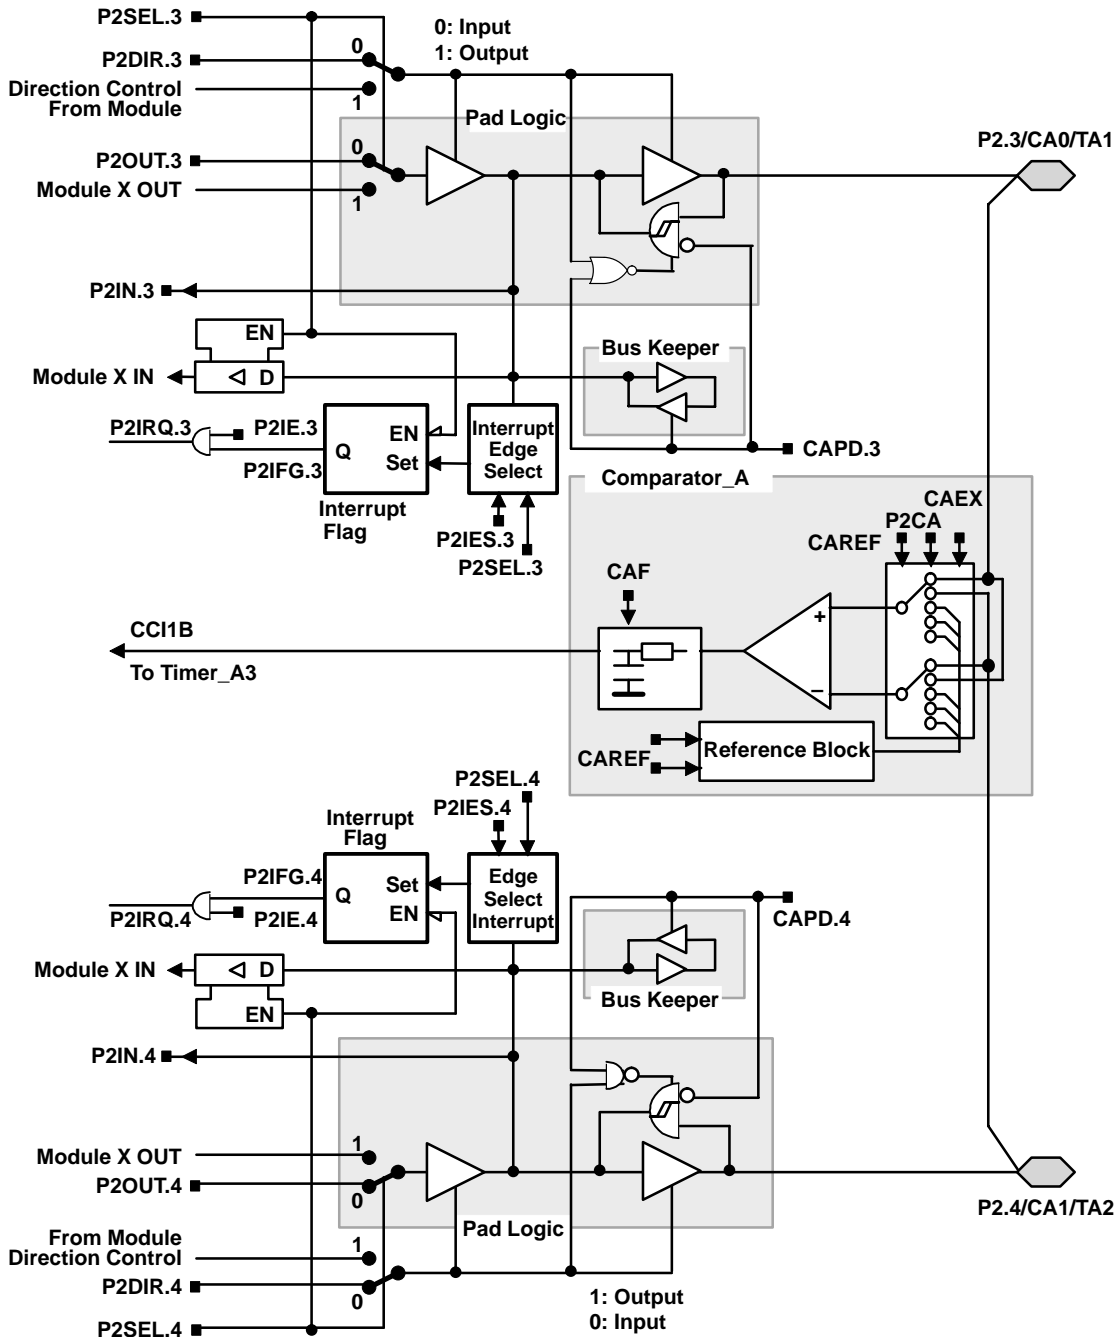 P2SEL.3
0: Input
1: Output
P2DIR.3
0
Direction Control
From Module
1
Pad Logic
P2.3/CA0/TA1
P2OUT.3
0
Module X OUT
1
P2IN.3
EN
Bus Keeper
Module X IN
D
P2IRQ.3
P2IE.3
P2IFG.3
Q
EN
Set
Interrupt
Edge
Select
CAPD.3
Interrupt
Flag
P2IES.3
P2SEL.3
Comparator_A
CAEX
P2CA
CAREF
CAF
CCI1B
To Timer_A3
+
−
Reference Block
CAREF
P2SEL.4
P2IES.4
Interrupt
Flag
P2IFG.4
P2IRQ.4
P2IE.4
Q
Set
EN
Edge
Select
Interrupt
CAPD.4
Module X IN
D
EN
Bus Keeper
P2IN.4
Module X OUT
1
P2OUT.4
0
Pad Logic
P2.4/CA1/TA2
From Module
Direction Control
1
P2DIR.4
0
1: Output
0: Input
P2SEL.4